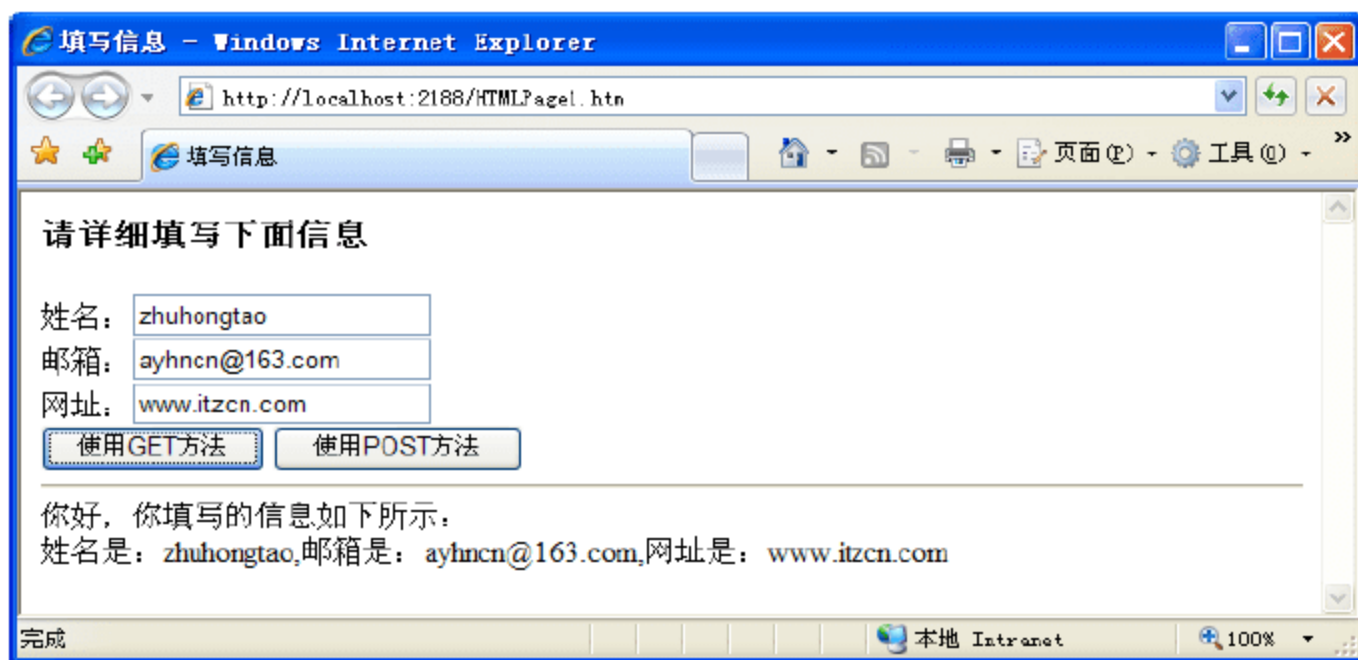 填写信息 - Windows Internet Explorer
http://localhost:2188/HTMLPage1.htm
填写信息
页面(P)
工具(O)
»
请详细填写下面信息
姓名：zhuhongtao
邮箱：ayhncn@163.com
网址：www.itzcn.com
使用GET方法 使用POST方法
你好，你填写的信息如下所示：
姓名是：zhuhongtao,邮箱是：ayhncn@163.com,网址是：www.itzcn.com
完成 本地 Intranet 100%